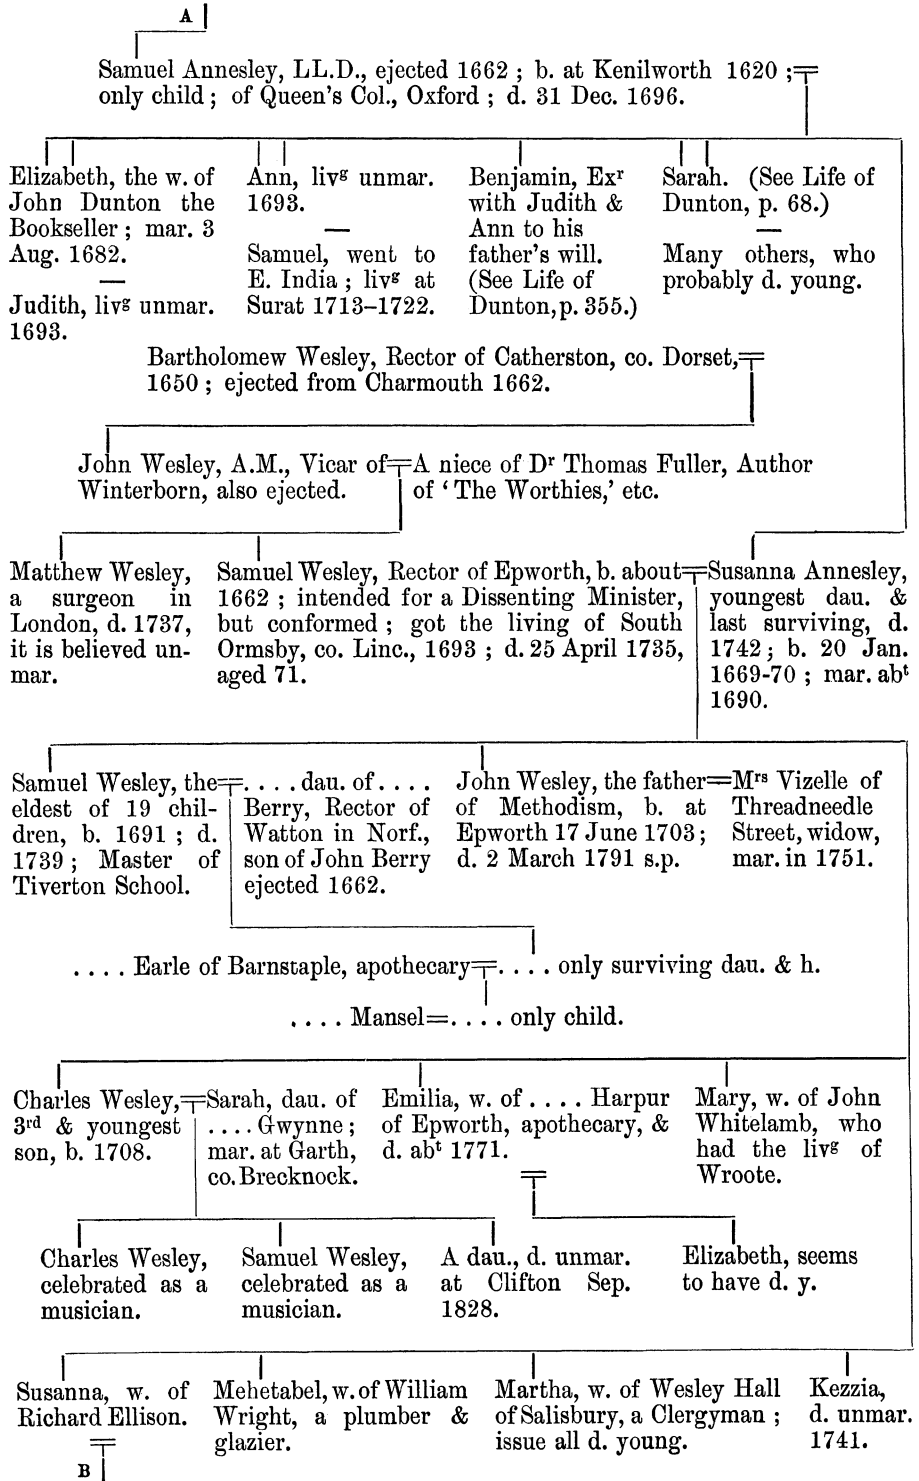 A
Samuel Annesley, LL.D., ejected 1662 ; b. at Kenilworth 1620 ;
only child ; of Queen's Col., Oxford ; d. 31 Dec. 1696.
Elizabeth, the w. of
John Dunton the
Bookseller ; mar. 3
Aug. 1682.
—
Judith, livᵍ unmar.
1693.
Ann, livᵍ unmar.
1693.
—
Samuel, went to
E. India ; livᵍ at
Surat 1713–1722.
Benjamin, Exʳ
with Judith &
Ann to his
father's will.
(See Life of
Dunton, p. 355.)
Sarah. (See Life of
Dunton, p. 68.)
—
Many others, who
probably d. young.
Bartholomew Wesley, Rector of Catherston, co. Dorset,
1650 ; ejected from Charmouth 1662.
John Wesley, A.M., Vicar of
Winterborn, also ejected.
A niece of Dʳ Thomas Fuller, Author
of ‘The Worthies,’ etc.
Matthew Wesley,
a surgeon in
London, d. 1737,
it is believed un-
mar.
Samuel Wesley, Rector of Epworth, b. about
1662 ; intended for a Dissenting Minister,
but conformed ; got the living of South
Ormsby, co. Linc., 1693 ; d. 25 April 1735,
aged 71.
Susanna Annesley,
youngest dau. &
last surviving, d.
1742 ; b. 20 Jan.
1669-70 ; mar. abᵗ
1690.
Samuel Wesley, the
eldest of 19 chil-
dren, b. 1691 ; d.
1739 ; Master of
Tiverton School.
. . . . dau. of . . . .
Berry, Rector of
Watton in Norf.,
son of John Berry
ejected 1662.
John Wesley, the father
of Methodism, b. at
Epworth 17 June 1703 ;
d. 2 March 1791 s.p.
Mʳˢ Vizelle of
Threadneedle
Street, widow,
mar. in 1751.
. . . . Earle of Barnstaple, apothecary
. . . . only surviving dau. & h.
. . . . Mansel=. . . . only child.
Charles Wesley,
3ʳᵈ & youngest
son, b. 1708.
Sarah, dau. of
. . . . Gwynne ;
mar. at Garth,
co. Brecknock.
Emilia, w. of . . . . Harpur
of Epworth, apothecary, &
d. abᵗ 1771.
Mary, w. of John
Whitelamb, who
had the livᵍ of
Wroote.
Charles Wesley,
celebrated as a
musician.
Samuel Wesley,
celebrated as a
musician.
A dau., d. unmar.
at Clifton Sep.
1828.
Elizabeth, seems
to have d. y.
Susanna, w. of
Richard Ellison.
B
Mehetabel, w. of William
Wright, a plumber &
glazier.
Martha, w. of Wesley Hall
of Salisbury, a Clergyman ;
issue all d. young.
Kezzia,
d. unmar.
1741.